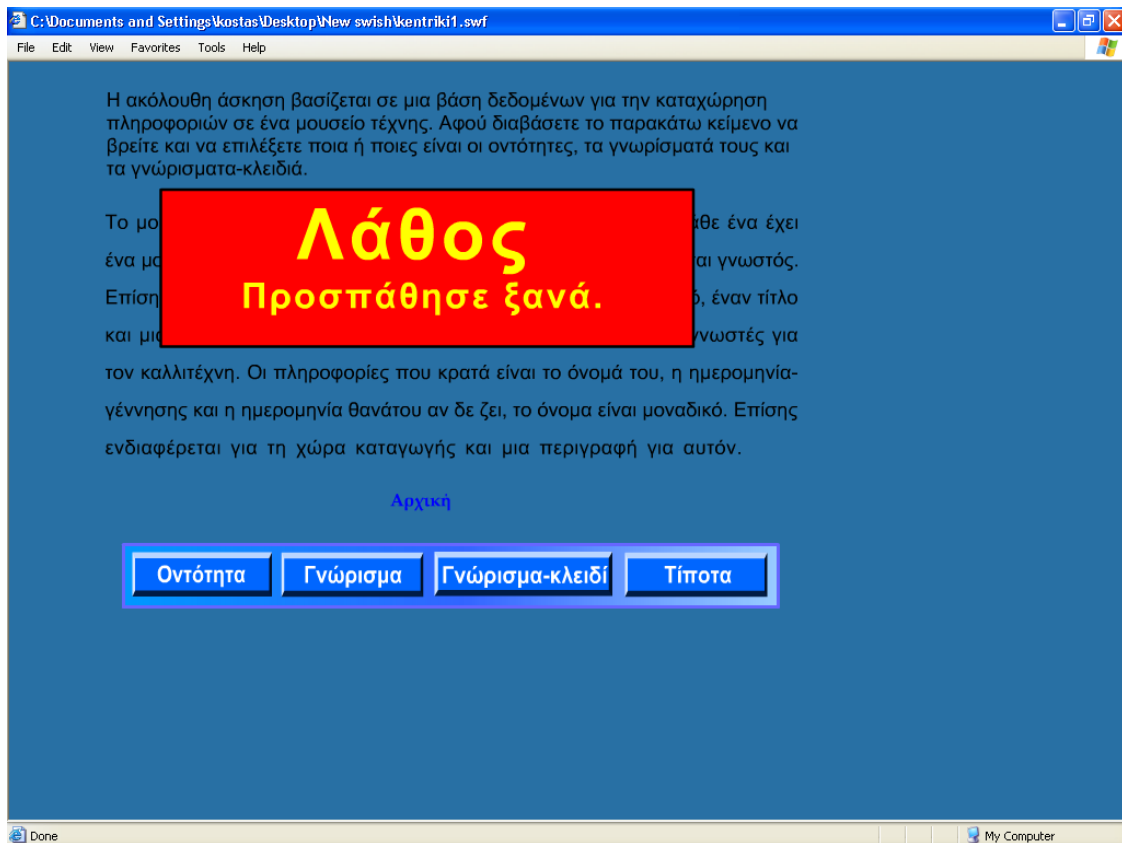 C:\Documents and Settings\kostas\Desktop\New swish\kentriki1.swf
File Edit View Favorites Tools Help
Η ακόλουθη άσκηση βασίζεται σε μια βάση δεδομένων για την καταχώρηση
πληροφοριών σε ένα μουσείο τέχνης. Αφού διαβάσετε το παρακάτω κείμενο να
βρείτε και να επιλέξετε ποια ή ποιες είναι οι οντότητες, τα γνωρίσματά τους και
τα γνώρισματα-κλειδιά.
Λάθος
Προσπάθησε ξανά.
Το ένα έχει
ένα γνωστός.
έναν τίτλο
και γνωστές για
τον καλλιτέχνη. Οι πληροφορίες που κρατά είναι το όνομά του, η ημερομηνία-
γέννησης και η ημερομηνία θανάτου αν δε ζει, το όνομα είναι μοναδικό. Επίσης
ενδιαφέρεται για τη χώρα καταγωγής και μια περιγραφή για αυτόν.
Αρχική
Οντότητα Γνώρισμα Γνώρισμα-κλειδί Τίποτα
Done My Computer